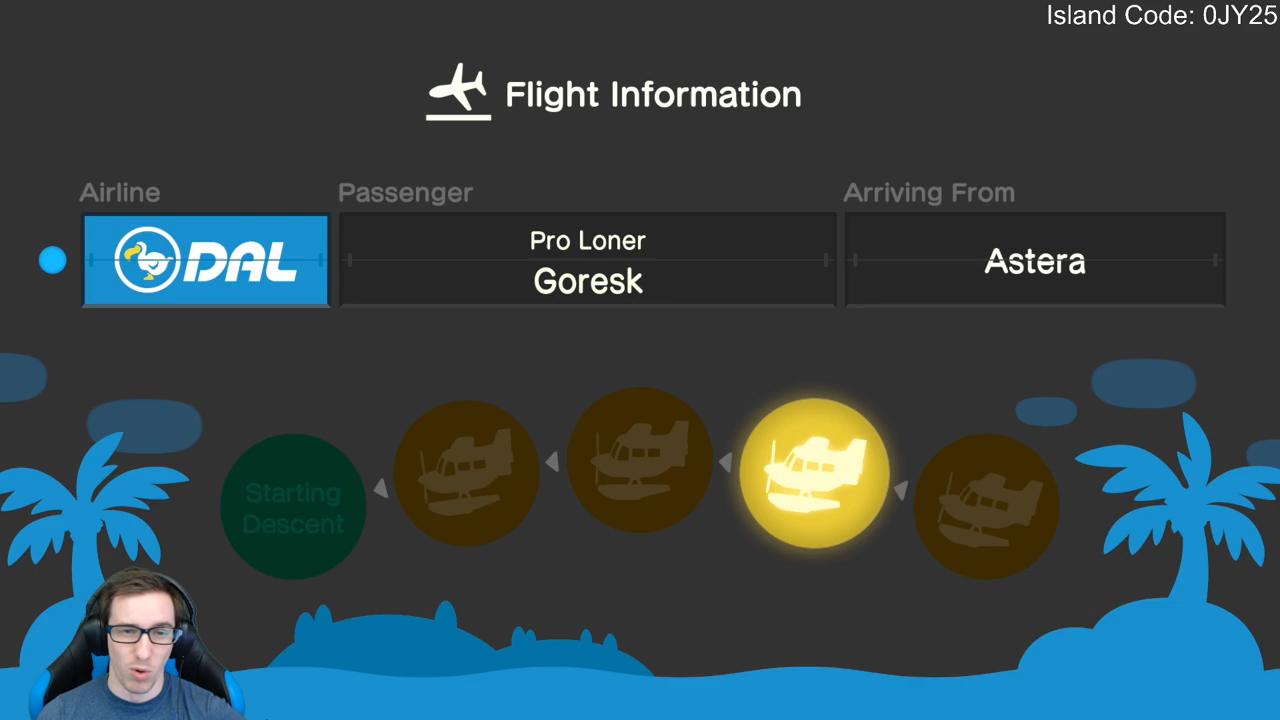 Island Code: 0JY25
Flight Information
Airline
Passenger
Arriving From
DAL
Pro Loner
Goresk
Astera
Starting
Descent